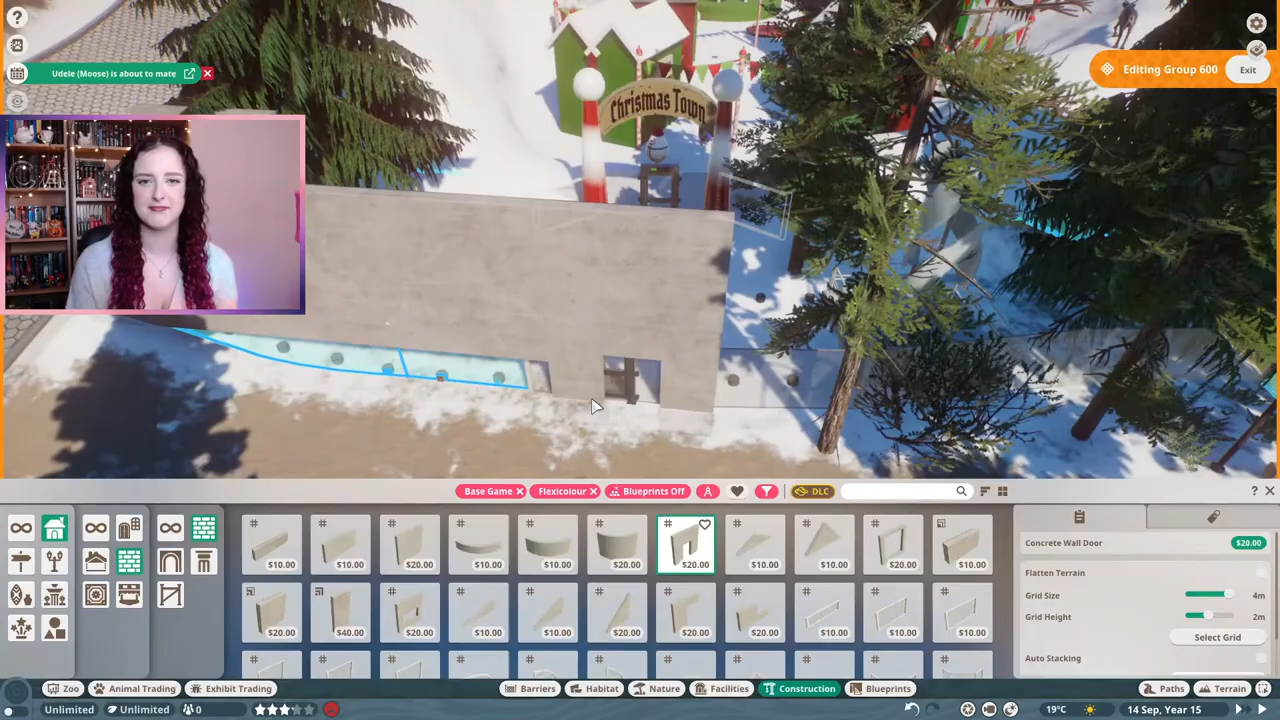 ?
Editing Group 600
Exit
Udele (Moose) is about to mate
Christmas Town
Base Game
Flexicolour
Blueprints Off
DLC
?
$10.00 $10.00 $20.00 $10.00 $10.00 $20.00 $20.00 $10.00 $10.00 $20.00 $10.00
$20.00 $40.00 $20.00 $10.00 $10.00 $20.00 $20.00 $20.00 $10.00 $10.00 $10.00
Concrete Wall Door
$20.00
Flatten Terrain
Grid Size
4m
Grid Height
2m
Select Grid
Auto Stacking
Zoo
Animal Trading
Exhibit Trading
Barriers
Habitat
Nature
Facilities
Construction
Blueprints
Paths
Terrain
Unlimited
Unlimited
0
19°C
14 Sep, Year 15